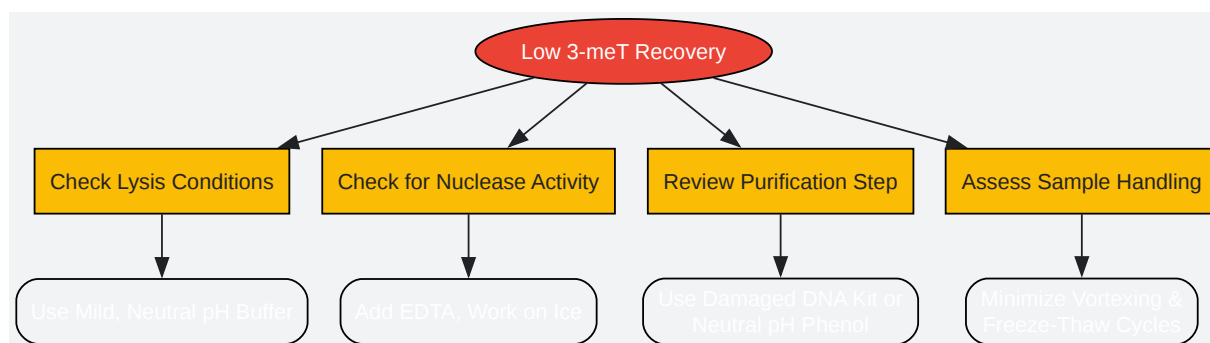 Low 3-meT Recovery
Check Lysis Conditions
Check for Nuclease Activity
Review Purification Step
Assess Sample Handling
Use Mild, Neutral pH Buffer
Add EDTA, Work on Ice
Use Damaged DNA Kit or
Neutral pH Phenol
Minimize Vortexing &
Freeze-Thaw Cycles